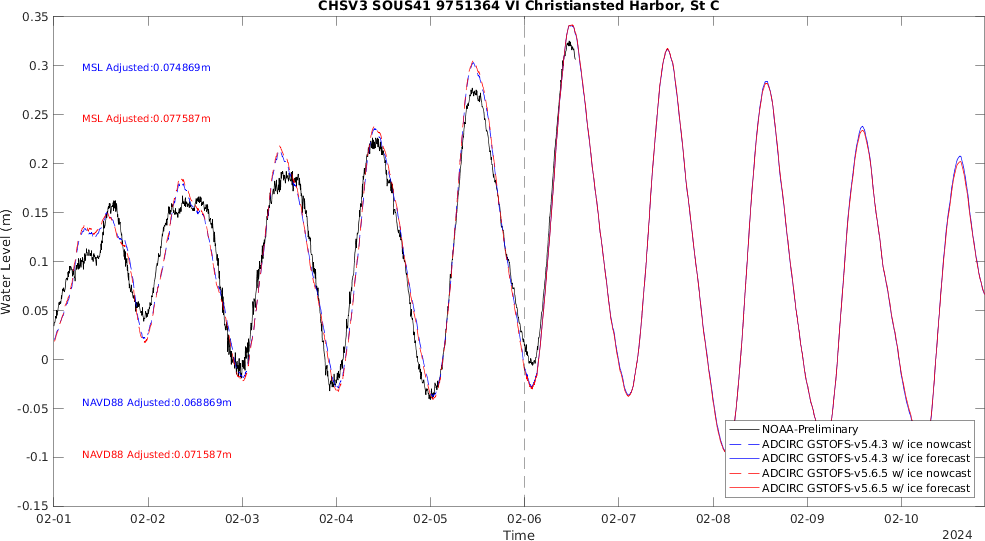 CHSV3 SOUS41 9751364 VI Christiansted Harbor, St C
0.35
0.3
0.25
0.2
0.15
0.1
0.05
0
-0.05
-0.1
-0.15
Water Level (m)
MSL Adjusted:0.074869m
MSL Adjusted:0.077587m
NAVD88 Adjusted:0.068869m
NAVD88 Adjusted:0.071587m
NOAA-Preliminary
ADCIRC GSTOFS-v5.4.3 w/ ice nowcast
ADCIRC GSTOFS-v5.4.3 w/ ice forecast
ADCIRC GSTOFS-v5.6.5 w/ ice nowcast
ADCIRC GSTOFS-v5.6.5 w/ ice forecast
02-01 02-02 02-03 02-04 02-05 02-06 02-07 02-08 02-09 02-10
Time
2024